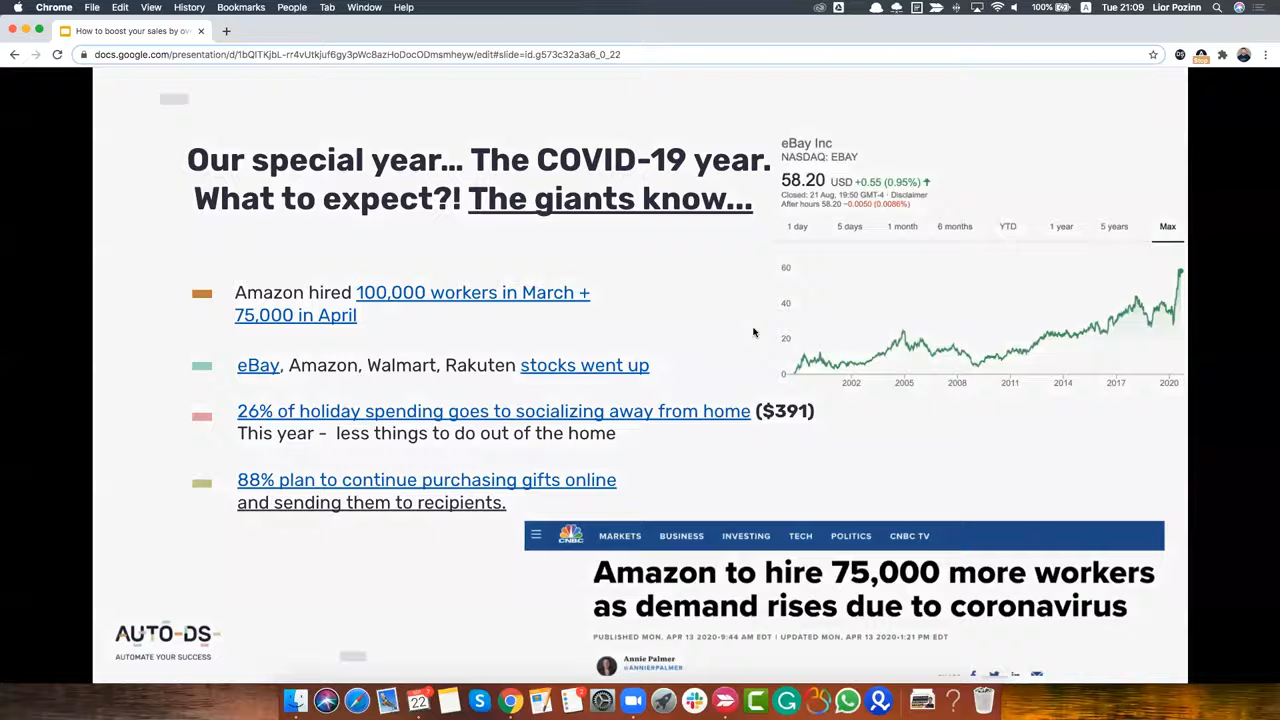 Chrome File Edit View History Bookmarks People Tab Window Help
100% Tue 21:09 Lior Pozinn
How to boost your sales by ov
docs.google.com/presentation/d/1bQITKjbL-rr4vUtkjuf6gy3pWc8azHoDocODmsmheyw/edit#slide=id.g573c32a3a6_0_22
Our special year... The COVID-19 year.
What to expect?! The giants know...
eBay Inc
NASDAQ: EBAY
58.20 USD +0.55 (0.95%)
Closed: 21 Aug, 19:50 GMT-4 · Disclaimer
After hours 58.20 −0.0050 (0.0086%)
1 day 5 days 1 month 6 months YTD 1 year 5 years Max
60
40
20
0
2002 2005 2008 2011 2014 2017 2020
Amazon hired 100,000 workers in March +
75,000 in April
eBay, Amazon, Walmart, Rakuten stocks went up
26% of holiday spending goes to socializing away from home ($391)
This year - less things to do out of the home
88% plan to continue purchasing gifts online
and sending them to recipients.
CNBC MARKETS BUSINESS INVESTING TECH POLITICS CNBC TV
Amazon to hire 75,000 more workers
as demand rises due to coronavirus
PUBLISHED MON, APR 13 2020•9:44 AM EDT | UPDATED MON, APR 13 2020•1:21 PM EDT
Annie Palmer
@ANNIERPALMER
AUTO-DS
AUTOMATE YOUR SUCCESS
22